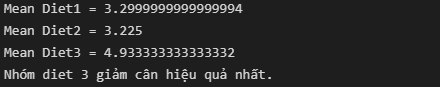 Mean Diet1 = 3.2999999999999994
Mean Diet2 = 3.225
Mean Diet3 = 4.933333333333332
Nhóm diet 3 giảm cân hiệu quả nhất.